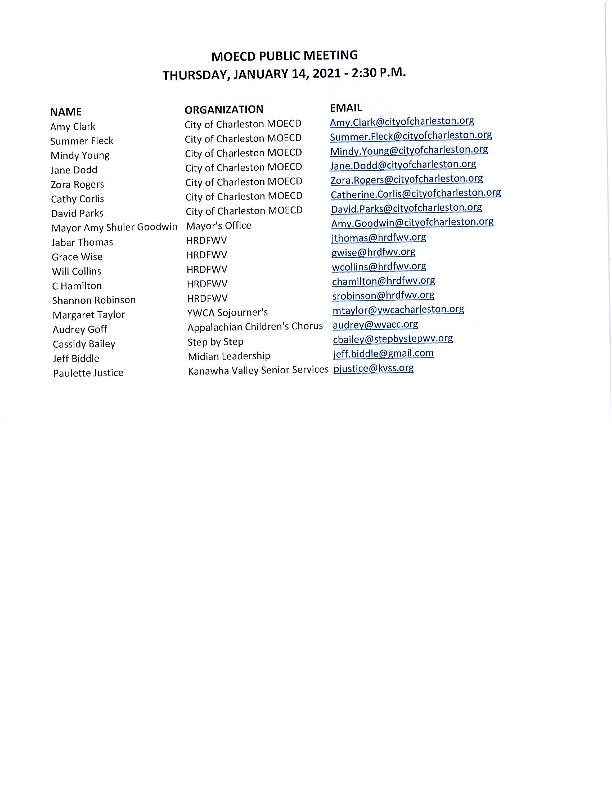 MOECD PUBLIC MEETING
THURSDAY, JANUARY 14, 2021 - 2:30 P.M.
NAME ORGANIZATION EMAIL
Amy Clark City of Charleston MOECD Amy.Clark@cityofcharleston.org
Summer Fleck City of Charleston MOECD Summer.Fleck@cityofcharleston.org
Mindy Young City of Charleston MOECD Mindy.Young@cityofcharleston.org
Jane Dodd City of Charleston MOECD Jane.Dodd@cityofcharleston.org
Zora Rogers City of Charleston MOECD Zora.Rogers@cityofcharleston.org
Cathy Corlis City of Charleston MOECD Catherine.Corlis@cityofcharleston.org
David Parks City of Charleston MOECD David.Parks@cityofcharleston.org
Mayor Amy Shuler Goodwin Mayor's Office Amy.Goodwin@cityofcharleston.org
Jabar Thomas HRDFWV jthomas@hrdfwv.org
Grace Wise HRDFWV gwise@hrdfwv.org
Will Collins HRDFWV wcollins@hrdfwv.org
C Hamilton HRDFWV chamilton@hrdfwv.org
Shannon Robinson HRDFWV srobinson@hrdfwv.org
Margaret Taylor YWCA Sojourner's mtaylor@ywcacharleston.org
Audrey Goff Appalachian Children's Chorus audrey@wvacc.org
Cassidy Bailey Step by Step cbailey@stepbystepwv.org
Jeff Biddle Midian Leadership jeff.biddle@gmail.com
Paulette Justice Kanawha Valley Senior Services pjustice@kvss.org